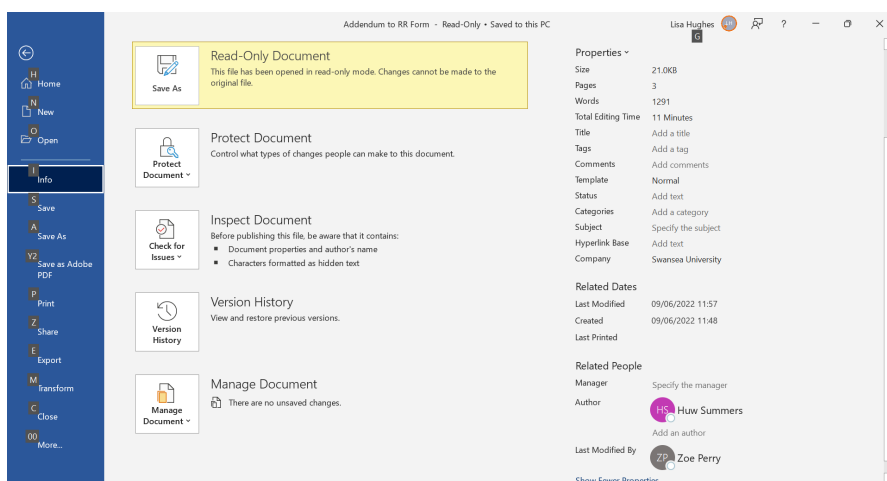 Addendum to RR Form - Read-Only • Saved to this PC
Lisa Hughes
LH
?
G
H
Home
N
New
O
Open
I
Info
S
Save
A
Save As
Y2
Save as Adobe
PDF
P
Print
Z
Share
E
Export
M
Transform
C
Close
00
More...
Save As
Read-Only Document
This file has been opened in read-only mode. Changes cannot be made to the
original file.
Protect
Document
Protect Document
Control what types of changes people can make to this document.
Check for
Issues
Inspect Document
Before publishing this file, be aware that it contains:
■ Document properties and author's name
■ Characters formatted as hidden text
Version
History
Version History
View and restore previous versions.
Manage
Document
Manage Document
There are no unsaved changes.
Properties
Size 21.0KB
Pages 3
Words 1291
Total Editing Time 11 Minutes
Title Add a title
Tags Add a tag
Comments Add comments
Template Normal
Status Add text
Categories Add a category
Subject Specify the subject
Hyperlink Base Add text
Company Swansea University
Related Dates
Last Modified 09/06/2022 11:57
Created 09/06/2022 11:48
Last Printed
Related People
Manager Specify the manager
Author HS Huw Summers
Add an author
Last Modified By ZP Zoe Perry
Show Fewer Properties